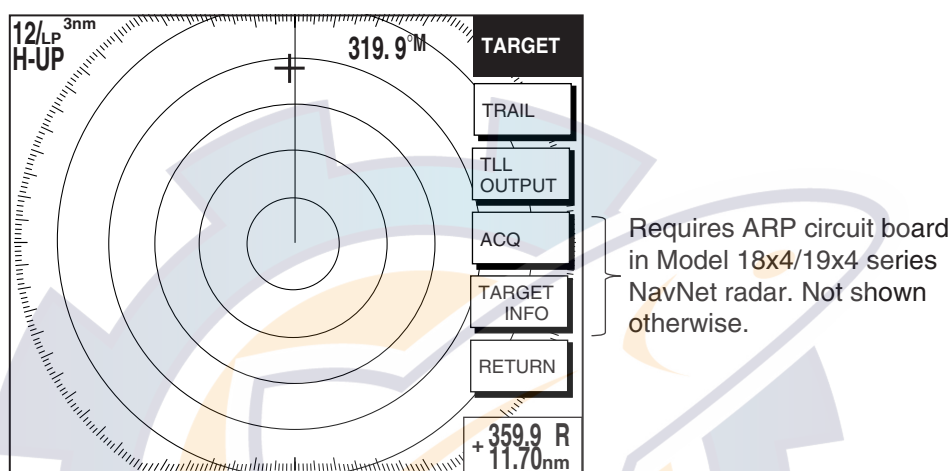 12/LP 3nm
H-UP
319. 9°M
TARGET
TRAIL
TLL
OUTPUT
ACQ
TARGET
INFO
RETURN
+ 359.9 R
11.70nm
Requires ARP circuit board
in Model 18x4/19x4 series
NavNet radar. Not shown
otherwise.